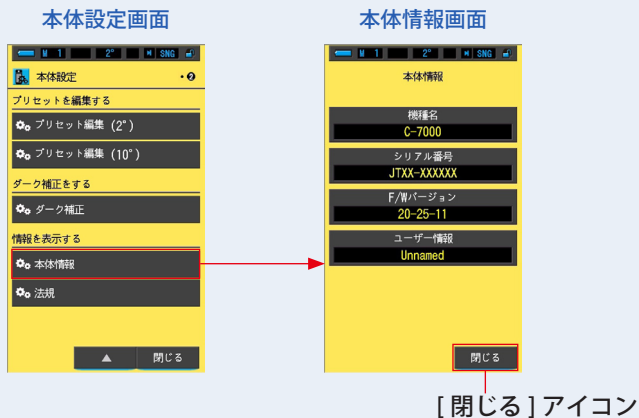 本体設定画面
M 1 2° SNG
本体設定
プリセットを編集する
プリセット編集 (2°)
プリセット編集 (10°)
ダーク補正をする
ダーク補正
情報を表示する
本体情報
法規
▲ 閉じる
本体情報画面
M 1 2° SNG
本体情報
機種名
C-7000
シリアル番号
JTXX-XXXXXX
F/Wバージョン
20-25-11
ユーザー情報
Unnamed
閉じる
[ 閉じる ] アイコン